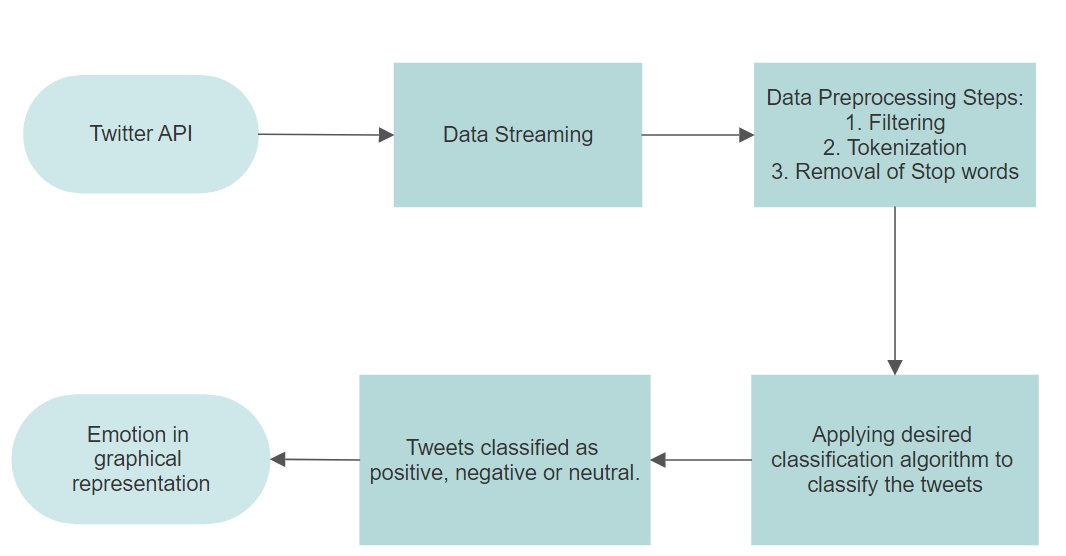 Twitter API
Data Streaming
Data Preprocessing Steps:
1. Filtering
2. Tokenization
3. Removal of Stop words
Applying desired
classification algorithm to
classify the tweets
Tweets classified as
positive, negative or neutral.
Emotion in
graphical
representation